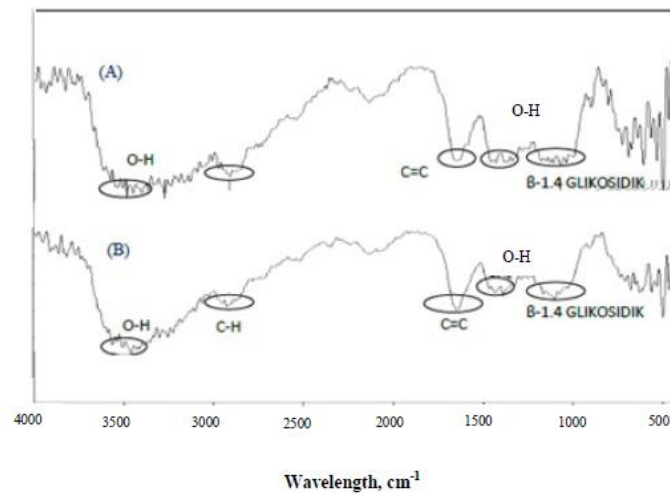 (A)
O-H
O-H
C=C
β-1.4 GLIKOSIDIK
(B)
O-H
O-H
C-H
C=C
β-1.4 GLIKOSIDIK
4000 3500 3000 2500 2000 1500 1000 500
Wavelength, cm-1